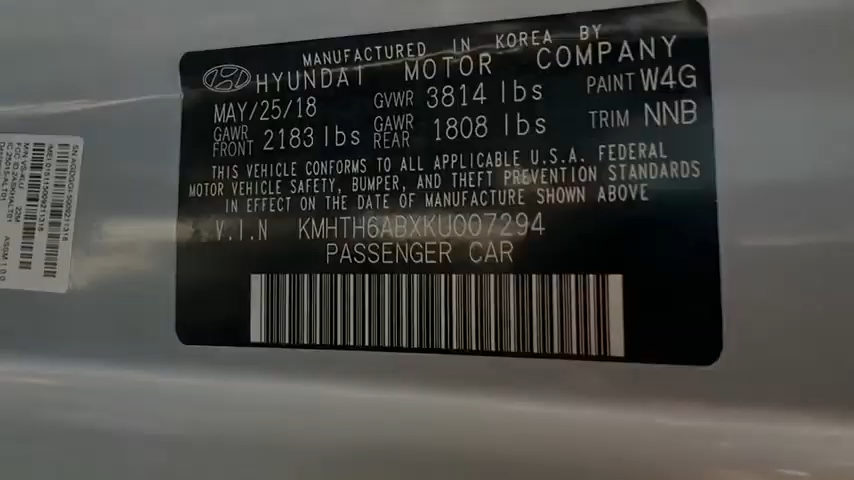 MANUFACTURED IN KOREA BY
HYUNDAI MOTOR COMPANY
MAY/25/18 GVWR 3814 lbs PAINT W4G
GAWR FRONT 2183 lbs GAWR REAR 1808 lbs TRIM NNB
THIS VEHICLE CONFORMS TO ALL APPLICABLE U.S.A. FEDERAL
MOTOR VEHICLE SAFETY, BUMPER, AND THEFT PREVENTION STANDARDS
IN EFFECT ON THE DATE OF MANUFACTURE SHOWN ABOVE
V.I.N KMHTH6ABXKU007294
PASSENGER CAR